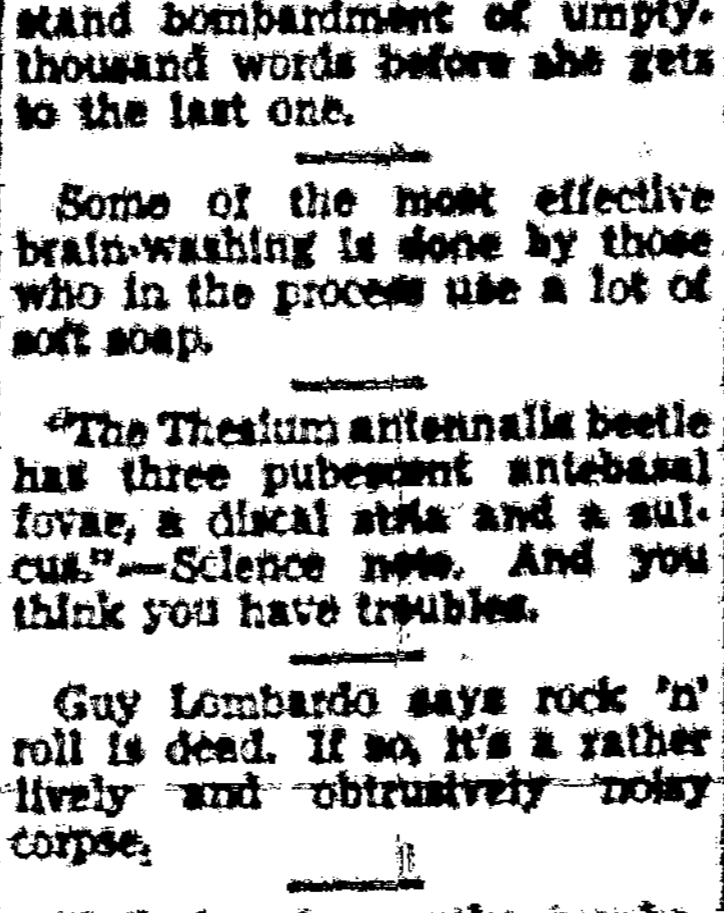 stand bombardment of umpty-
thousand words before she gets
to the last one.
Some of the most effective
brain-washing is done by those
who in the process use a lot of
soft soap.
"The Thesium antennalis beetle
has three pubescent antebasal
fovae, a discal stria and a sul-
cus."—Science note. And you
think you have troubles.
Guy Lombardo says rock 'n'
roll is dead. If so, it's a rather
lively and obtrusively noisy
corpse.